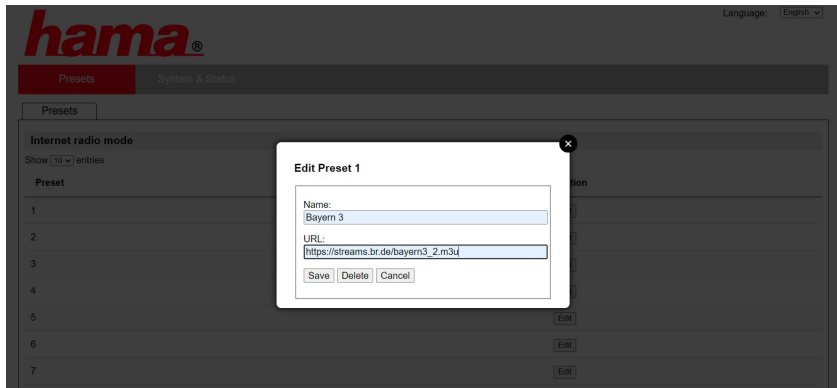 Language: English
hama®
Presets System & Status
Presets
Internet radio mode
Show 10 entries
Preset tion
1
2
3
4
5 Edit
6 Edit
7 Edit
Edit Preset 1
Name:
Bayern 3
URL:
https://streams.br.de/bayern3_2.m3u
Save Delete Cancel